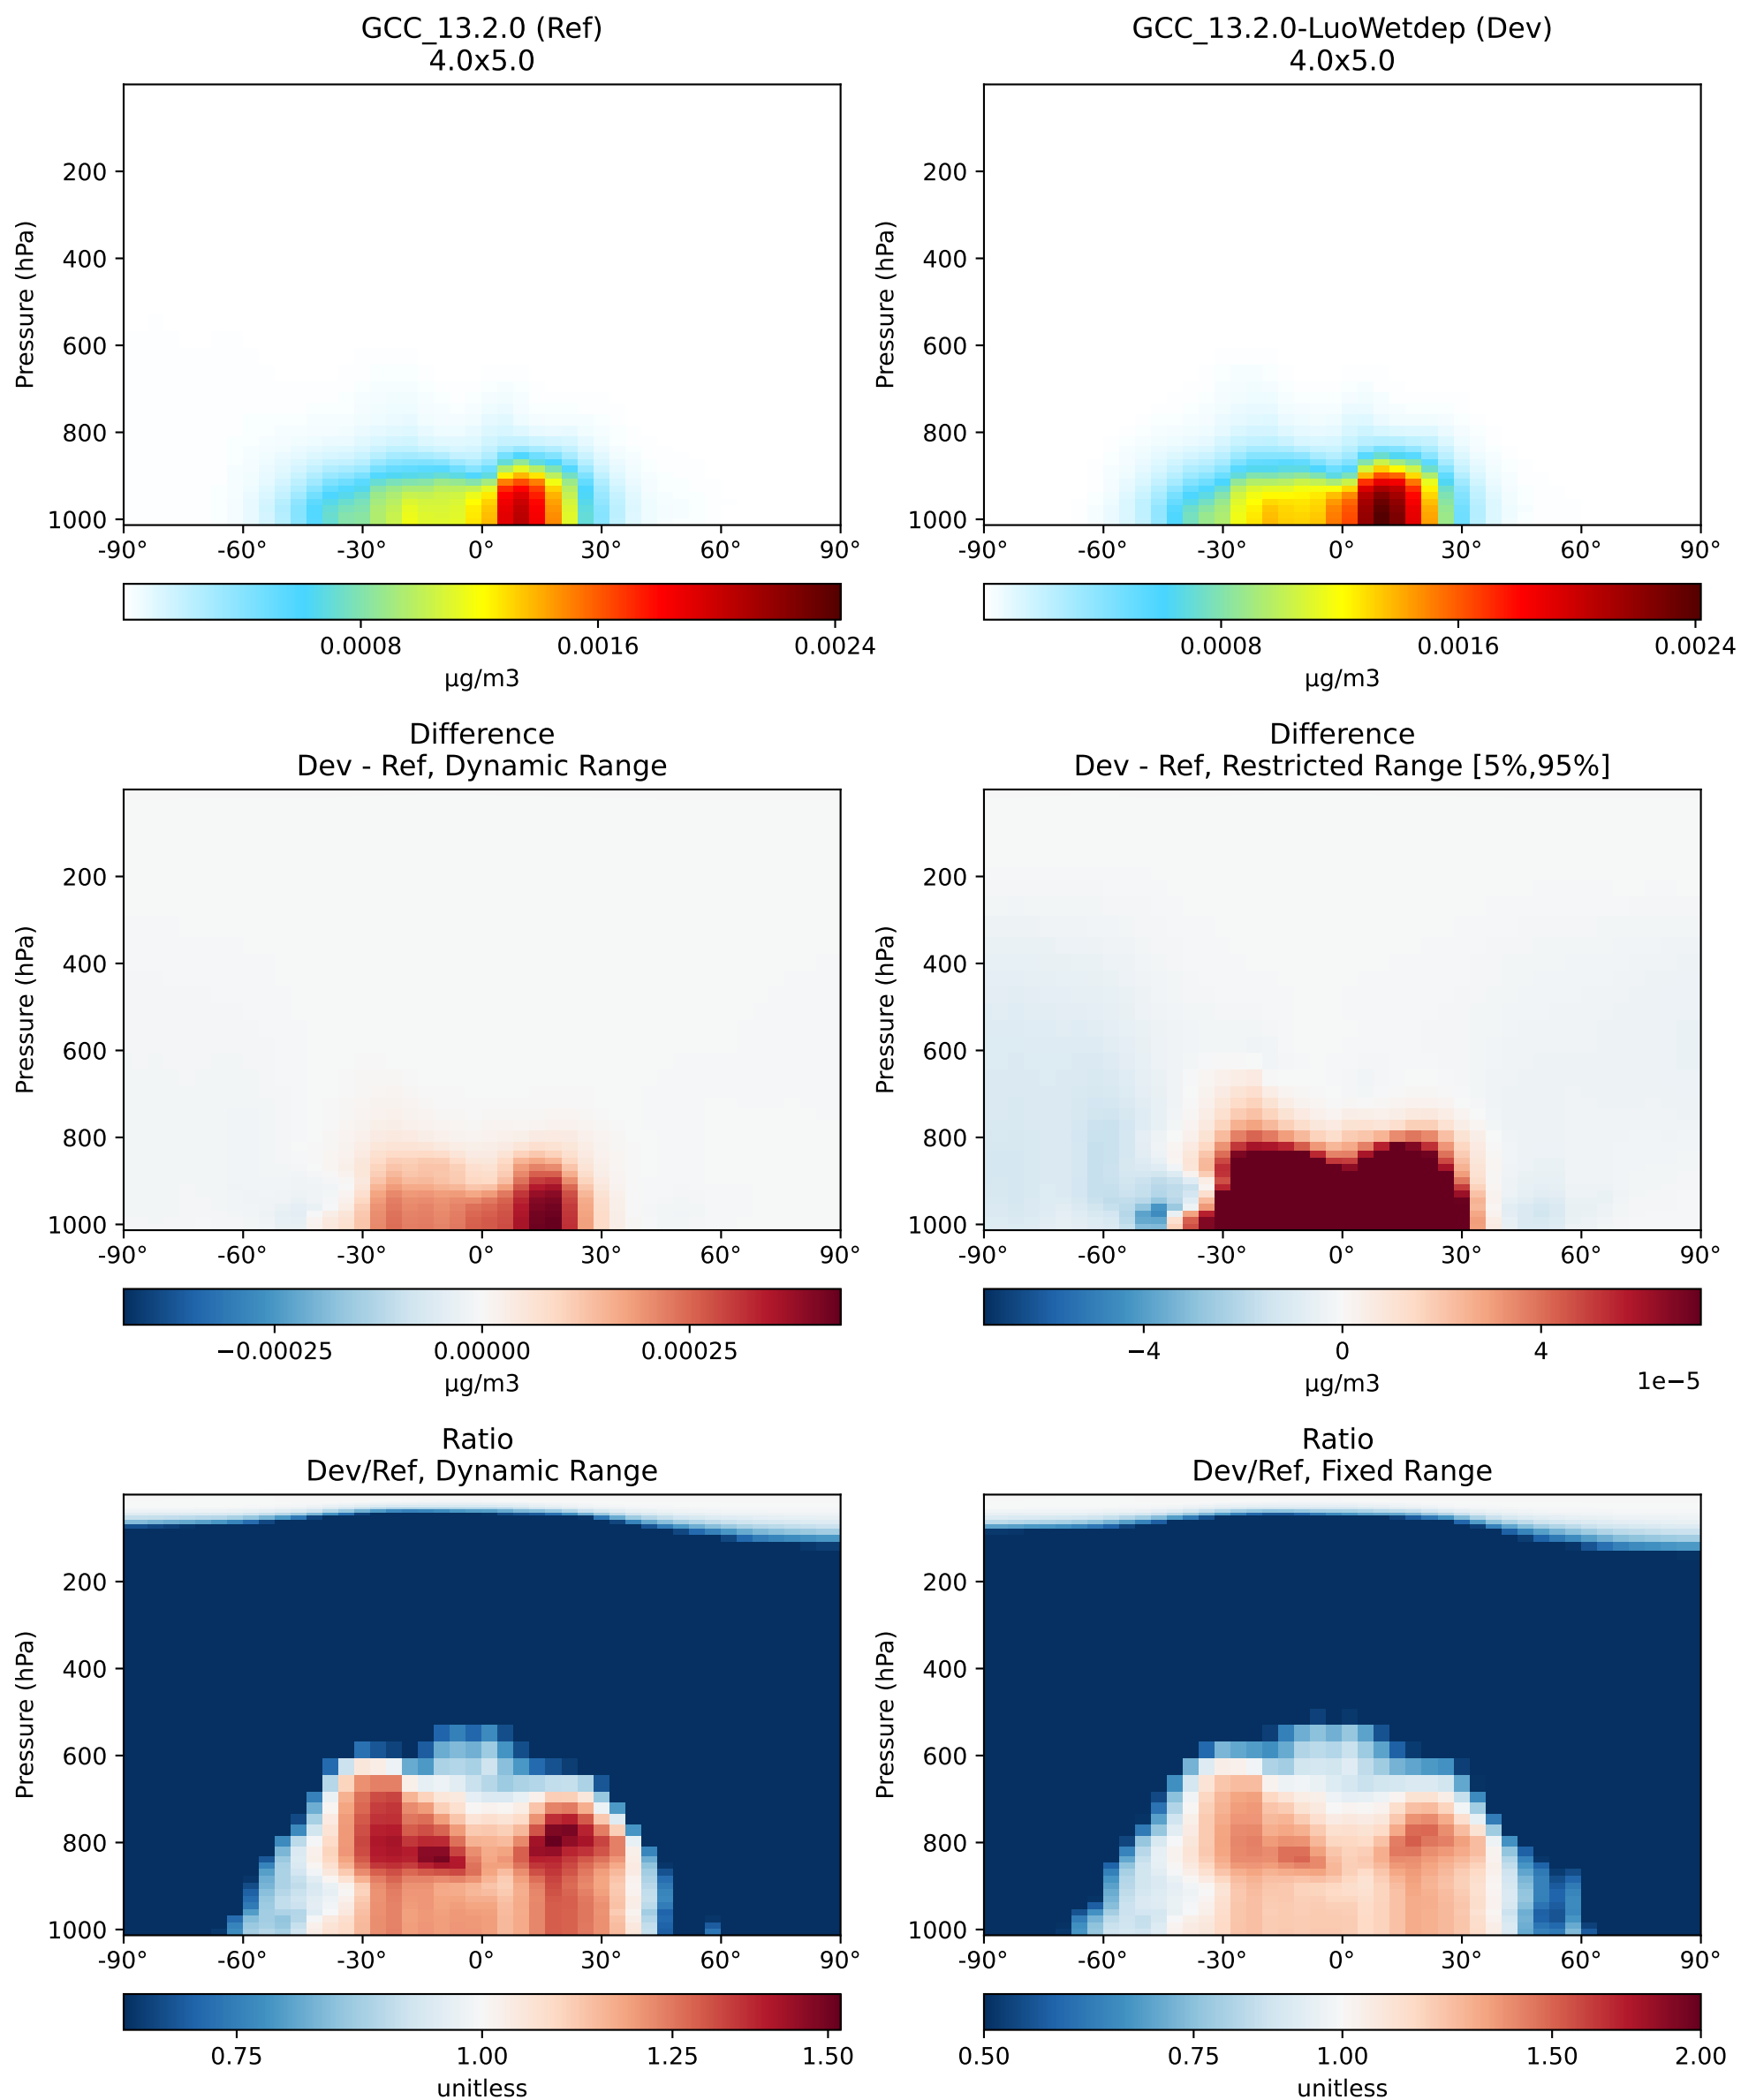 GCC_13.2.0 (Ref)
4.0x5.0
GCC_13.2.0-LuoWetdep (Dev)
4.0x5.0
Pressure (hPa)
200
400
600
800
1000
-90° -60° -30° 0° 30° 60° 90°
0.0008 0.0016 0.0024
µg/m3
Pressure (hPa)
200
400
600
800
1000
-90° -60° -30° 0° 30° 60° 90°
0.0008 0.0016 0.0024
µg/m3
Difference
Dev - Ref, Dynamic Range
Pressure (hPa)
200
400
600
800
1000
-90° -60° -30° 0° 30° 60° 90°
−0.00025 0.00000 0.00025
µg/m3
Difference
Dev - Ref, Restricted Range [5%,95%]
Pressure (hPa)
200
400
600
800
1000
-90° -60° -30° 0° 30° 60° 90°
−4 0 4
µg/m3
1e−5
Ratio
Dev/Ref, Dynamic Range
Pressure (hPa)
200
400
600
800
1000
-90° -60° -30° 0° 30° 60° 90°
0.75 1.00 1.25 1.50
unitless
Ratio
Dev/Ref, Fixed Range
Pressure (hPa)
200
400
600
800
1000
-90° -60° -30° 0° 30° 60° 90°
0.50 0.75 1.00 1.50 2.00
unitless